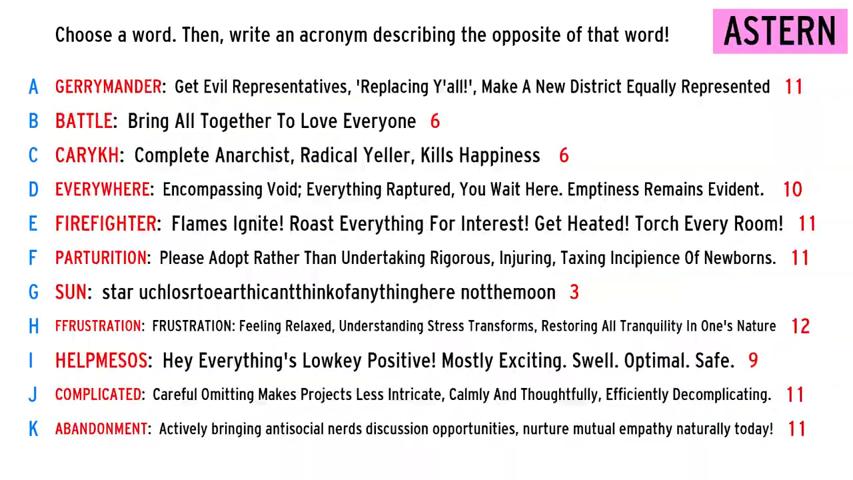 Choose a word. Then, write an acronym describing the opposite of that word!
ASTERN
A GERRYMANDER: Get Evil Representatives, 'Replacing Y'all!', Make A New District Equally Represented 11
B BATTLE: Bring All Together To Love Everyone 6
C CARYKH: Complete Anarchist, Radical Yeller, Kills Happiness 6
D EVERYWHERE: Encompassing Void; Everything Raptured, You Wait Here. Emptiness Remains Evident. 10
E FIREFIGHTER: Flames Ignite! Roast Everything For Interest! Get Heated! Torch Every Room! 11
F PARTURITION: Please Adopt Rather Than Undertaking Rigorous, Injuring, Taxing Incipience Of Newborns. 11
G SUN: star uchlosrtoearthicantthinkofanythinghere notthemoon 3
H FFRUSTRATION: FRUSTRATION: Feeling Relaxed, Understanding Stress Transforms, Restoring All Tranquility In One's Nature 12
I HELPMESOS: Hey Everything's Lowkey Positive! Mostly Exciting. Swell. Optimal. Safe. 9
J COMPLICATED: Careful Omitting Makes Projects Less Intricate, Calmly And Thoughtfully, Efficiently Decomplicating. 11
K ABANDONMENT: Actively bringing antisocial nerds discussion opportunities, nurture mutual empathy naturally today! 11